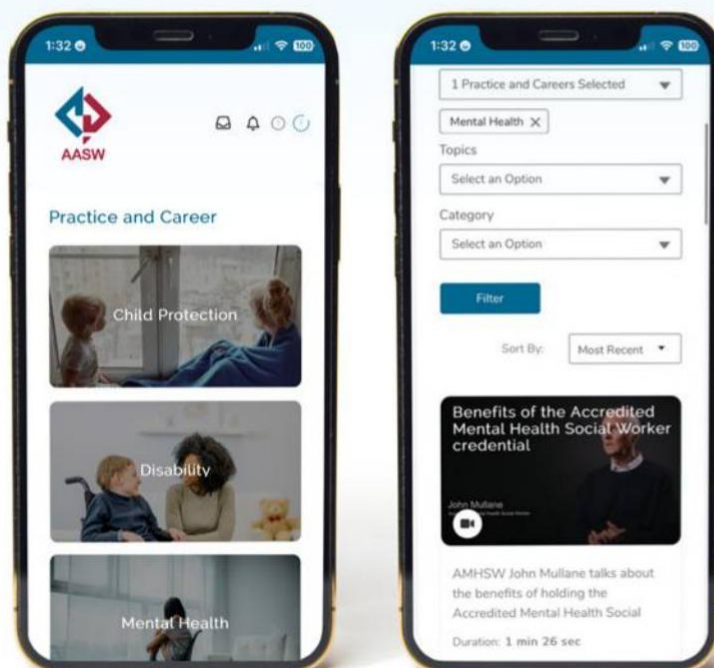 1:32
100
AASW
Practice and Career
Child Protection
Disability
Mental Health
1:32
100
1 Practice and Careers Selected
Mental Health X
Topics
Select an Option
Category
Select an Option
Filter
Sort By:
Most Recent
Benefits of the Accredited
Mental Health Social Worker
credential
John Mullane
AMHSW John Mullane talks about
the benefits of holding the
Accredited Mental Health Social
Duration: 1 min 26 sec